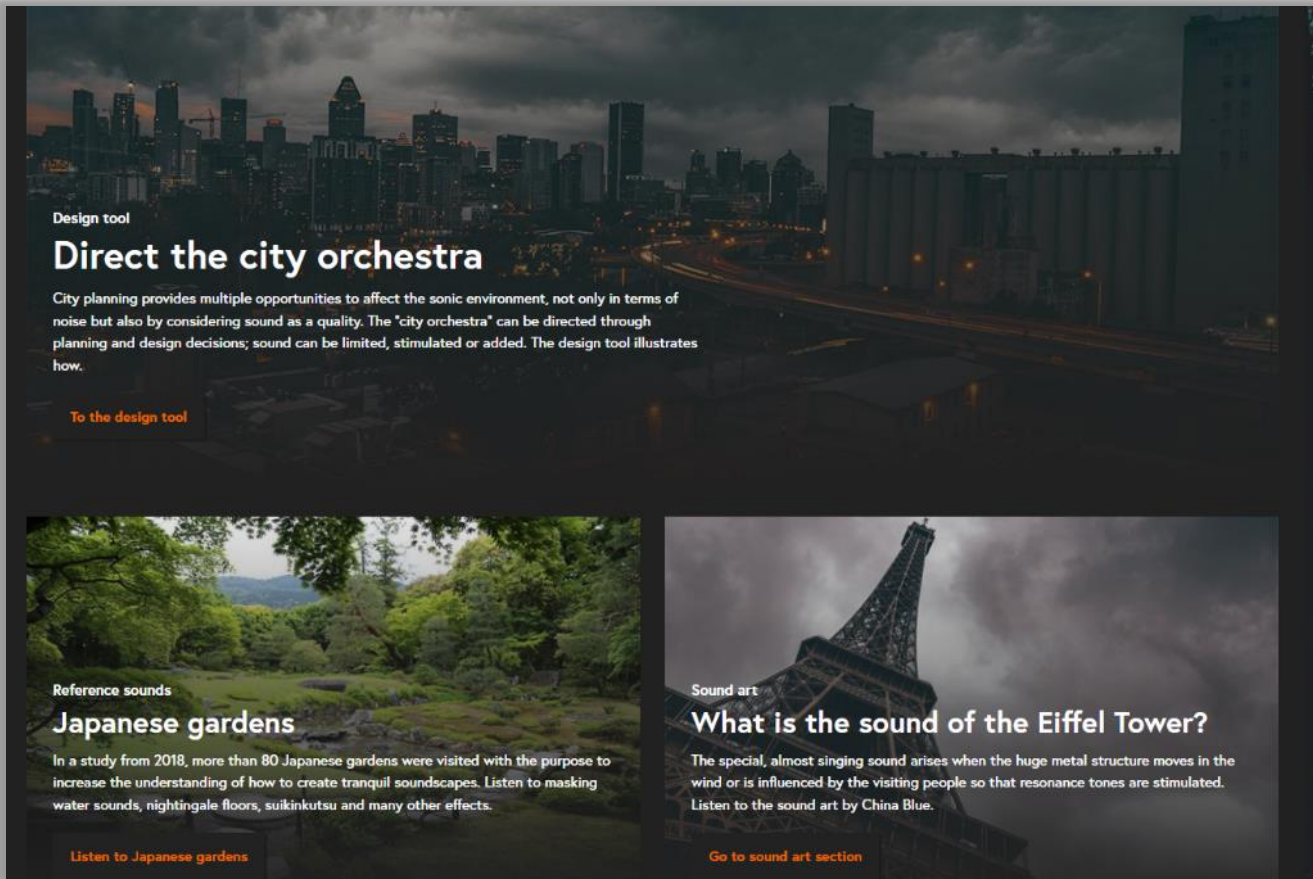 Design tool
Direct the city orchestra
City planning provides multiple opportunities to affect the sonic environment, not only in terms of
noise but also by considering sound as a quality. The "city orchestra" can be directed through
planning and design decisions; sound can be limited, stimulated or added. The design tool illustrates
how.
To the design tool
Reference sounds
Japanese gardens
In a study from 2018, more than 80 Japanese gardens were visited with the purpose to
increase the understanding of how to create tranquil soundscapes. Listen to masking
water sounds, nightingale floors, suikinkutsu and many other effects.
Listen to Japanese gardens
Sound art
What is the sound of the Eiffel Tower?
The special, almost singing sound arises when the huge metal structure moves in the
wind or is influenced by the visiting people so that resonance tones are stimulated.
Listen to the sound art by China Blue.
Go to sound art section